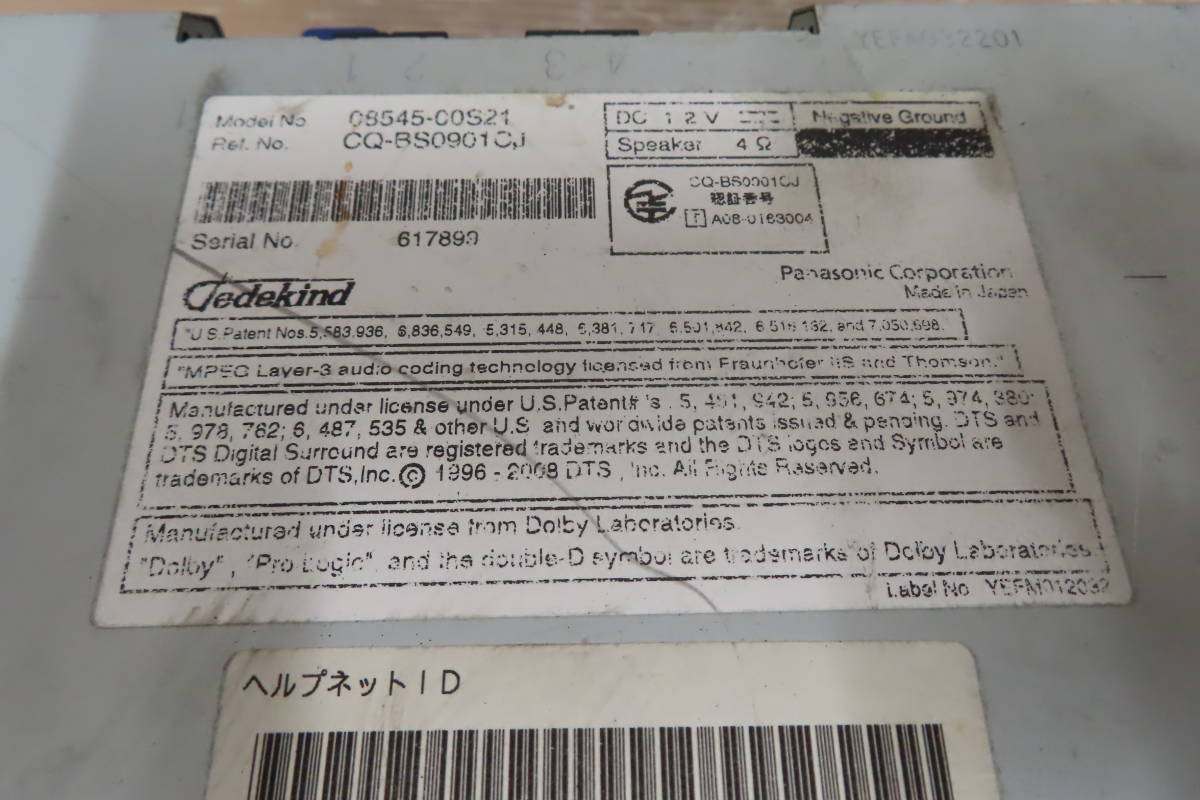 YEFM032201
1 2 3 4
Model No. 08545-00S21
Ref. No. CQ-BS0901CJ
DC 12V Negative Ground
Speaker 4Ω
CQ-BS0901CJ
認証番号
T A08-0163004
Serial No. 617899
Gedekind
Panasonic Corporation
Made in Japan
"U.S.Patent Nos.5,583,936, 6,836,549, 5,315,448, 6,381,717, 6,501,842, 6,516,132, and 7,050,698."
"MPEG Layer-3 audio coding technology licensed from Fraunhofer IIS and Thomson."
Manufactured under license under U.S.Patent# 's : 5, 451, 942; 5, 956, 674; 5, 974, 380;
5, 978, 762; 6, 487, 535 & other U.S. and worldwide patents issued & pending. DTS and
DTS Digital Surround are registered trademarks and the DTS logos and Symbol are
trademarks of DTS,Inc.© 1996 - 2008 DTS , Inc. All Rights Reserved.
Manufactured under license from Dolby Laboratories.
"Dolby", "Pro Logic" and the double-D symbol are trademarks of Dolby Laboratories.
Label No. YEFM012032
ヘルプネットID